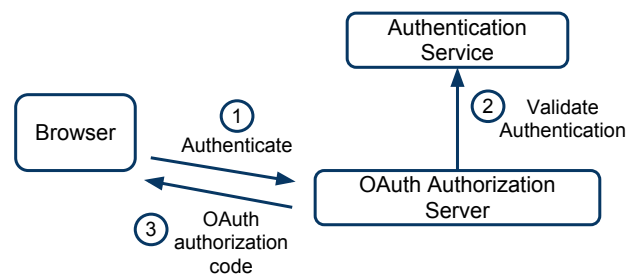 Authentication
Service
Browser
1
Authenticate
2
Validate
Authentication
OAuth Authorization
Server
3
OAuth
authorization
code